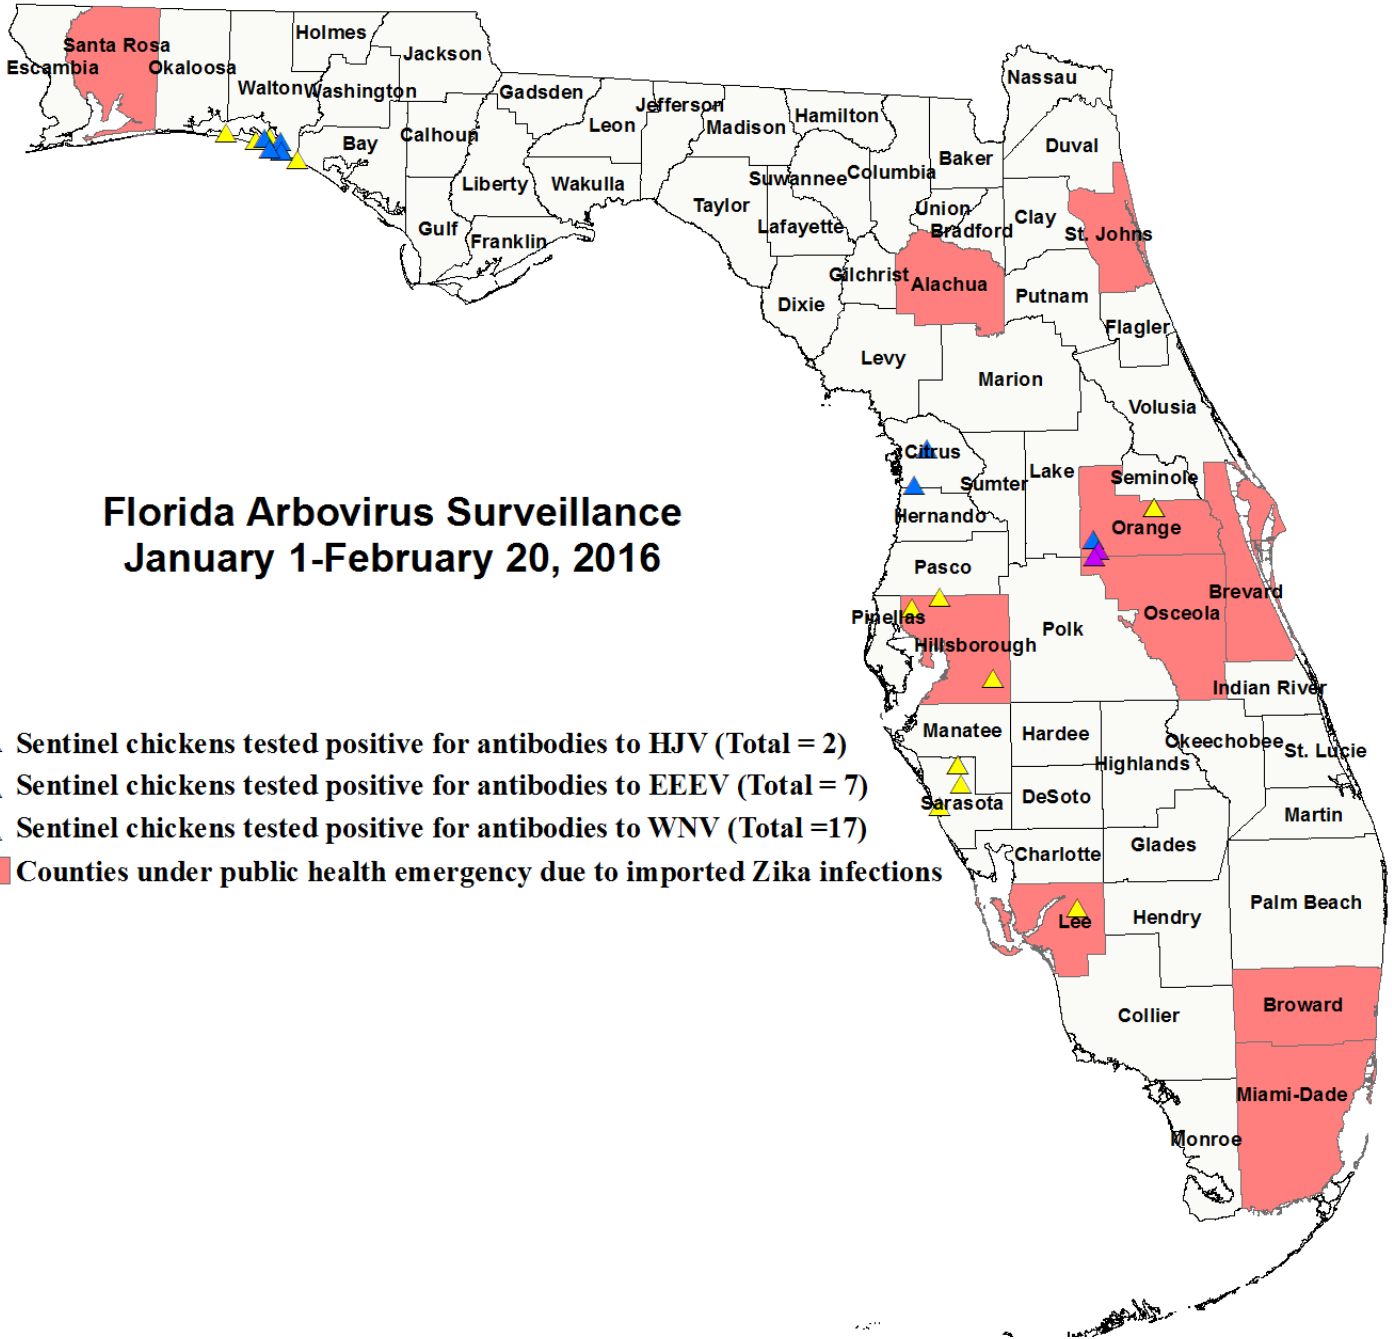 Holmes
Santa Rosa
Jackson
Escambia
Okaloosa
Walton
Washington
Nassau
Gadsden
Jefferson
Hamilton
Leon
Madison
Calhoun
Bay
Duval
Baker
Columbia
Suwannee
Liberty
Wakulla
Taylor
Union
Clay
Lafayette
Bradford
St. Johns
Gulf
Franklin
Gilchrist
Alachua
Putnam
Dixie
Flagler
Levy
Marion
Volusia
Citrus
Lake
Seminole
Sumter
Florida Arbovirus Surveillance
January 1-February 20, 2016
Hernando
Orange
Pasco
Brevard
Osceola
Pinellas
Polk
Hillsborough
Indian River
Manatee
Hardee
Okeechobee
St. Lucie
Highlands
Sarasota
DeSoto
Martin
Glades
Charlotte
Sentinel chickens tested positive for antibodies to HJV (Total = 2)
Sentinel chickens tested positive for antibodies to EEEV (Total = 7)
Sentinel chickens tested positive for antibodies to WNV (Total =17)
Counties under public health emergency due to imported Zika infections
Palm Beach
Hendry
Lee
Broward
Collier
Miami-Dade
Monroe